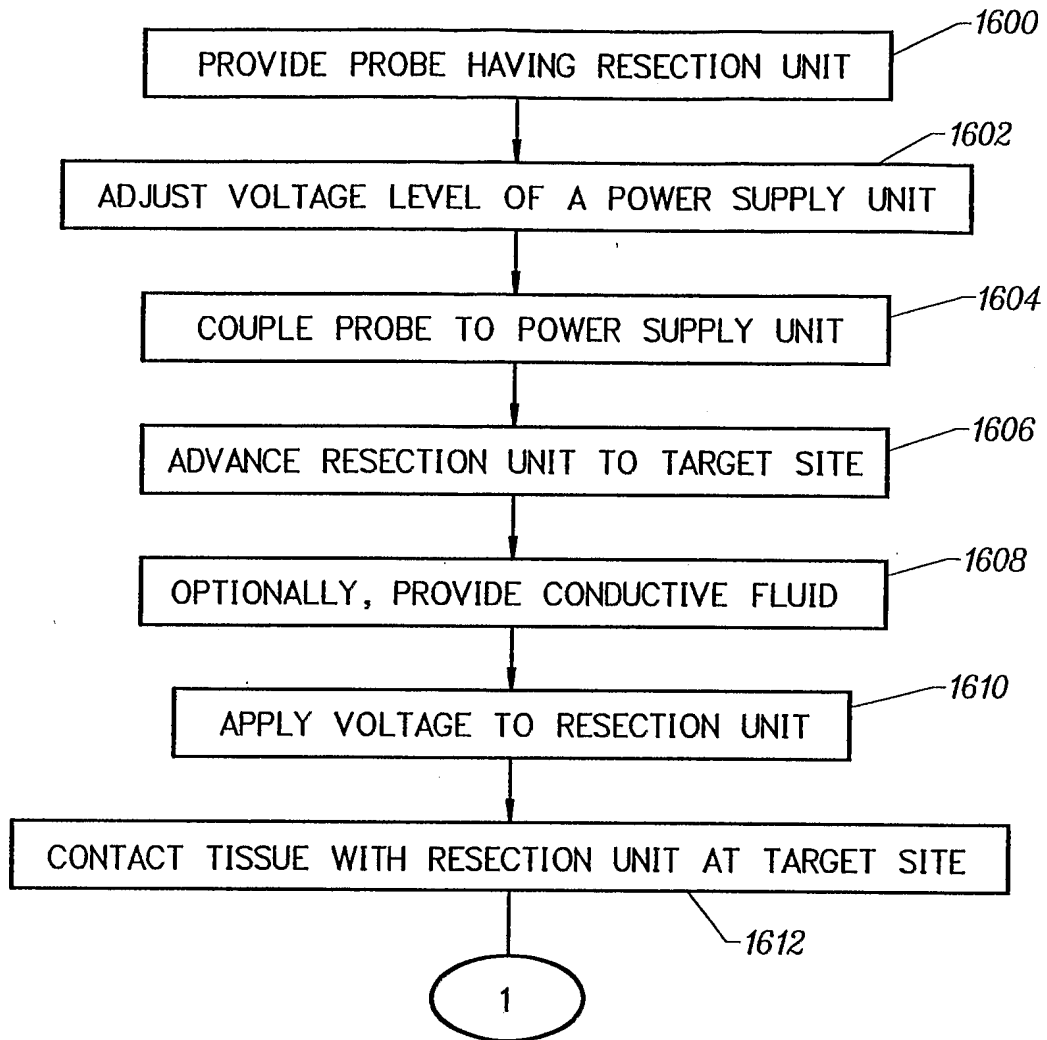 1600
PROVIDE PROBE HAVING RESECTION UNIT
1602
ADJUST VOLTAGE LEVEL OF A POWER SUPPLY UNIT
1604
COUPLE PROBE TO POWER SUPPLY UNIT
1606
ADVANCE RESECTION UNIT TO TARGET SITE
1608
OPTIONALLY, PROVIDE CONDUCTIVE FLUID
1610
APPLY VOLTAGE TO RESECTION UNIT
CONTACT TISSUE WITH RESECTION UNIT AT TARGET SITE
1612
1